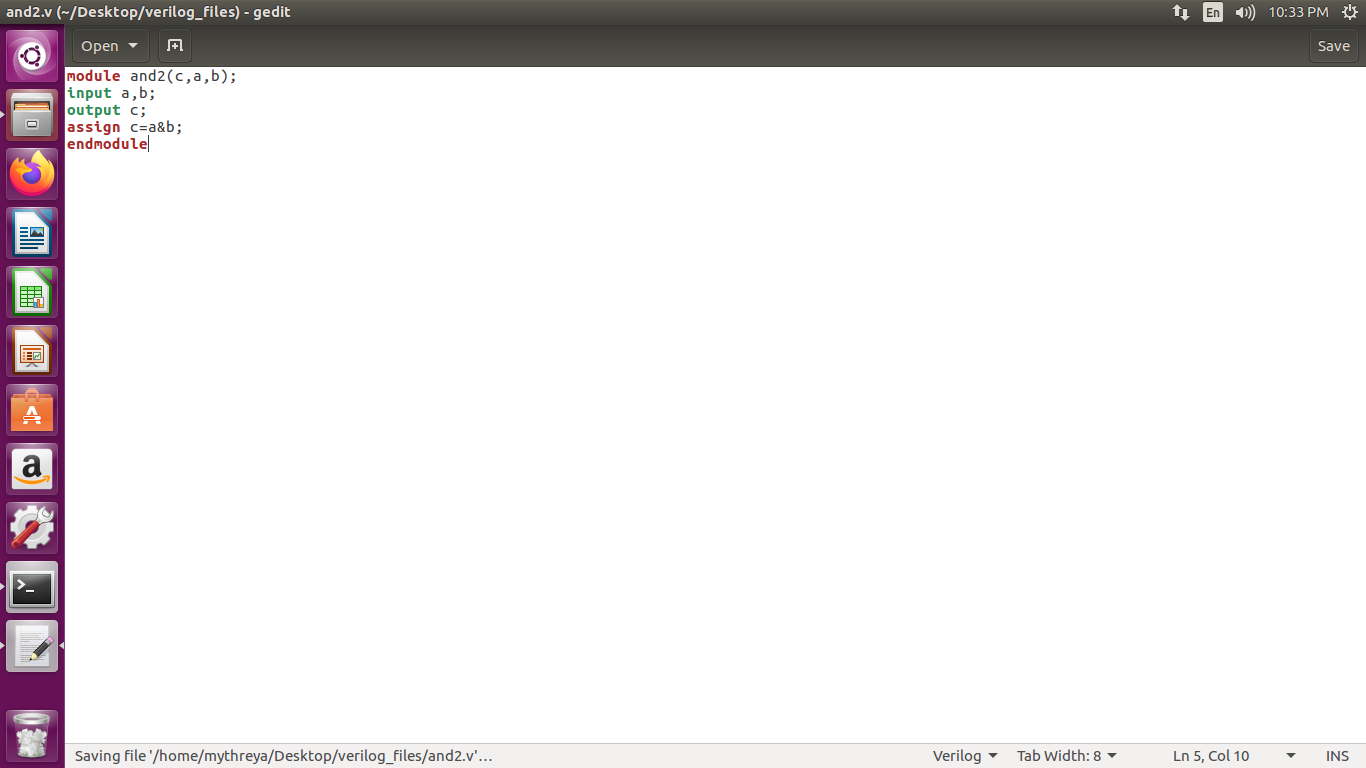 and2.v (~/Desktop/verilog_files) - gedit
En
10:33 PM
Open
Save
module and2(c,a,b);
input a,b;
output c;
assign c=a&b;
endmodule
Saving file '/home/mythreya/Desktop/verilog_files/and2.v'…
Verilog
Tab Width: 8
Ln 5, Col 10
INS